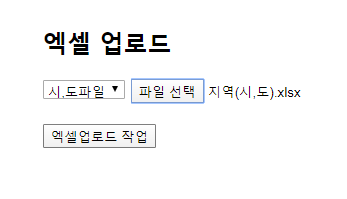 엑셀 업로드
시,도파일 파일 선택 지역(시,도).xlsx
엑셀업로드 작업